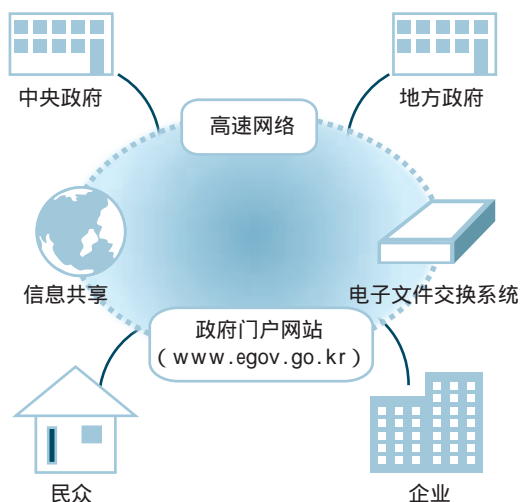 中央政府
地方政府
高速网络
信息共享
电子文件交换系统
政府门户网站
（www.egov.go.kr）
民众
企业